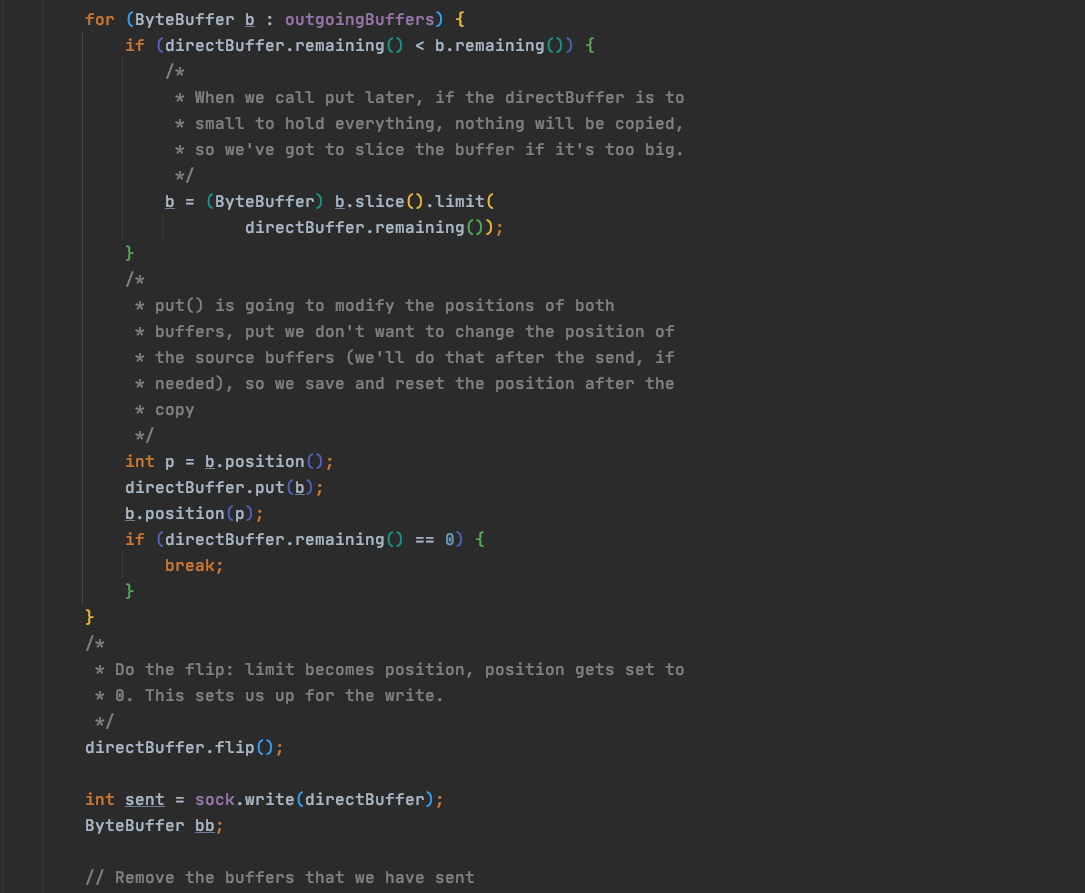 for (ByteBuffer b : outgoingBuffers) {
if (directBuffer.remaining() < b.remaining()) {
/*
* When we call put later, if the directBuffer is to
* small to hold everything, nothing will be copied,
* so we've got to slice the buffer if it's too big.
*/
b = (ByteBuffer) b.slice().limit(
directBuffer.remaining());
}
/*
* put() is going to modify the positions of both
* buffers, put we don't want to change the position of
* the source buffers (we'll do that after the send, if
* needed), so we save and reset the position after the
* copy
*/
int p = b.position();
directBuffer.put(b);
b.position(p);
if (directBuffer.remaining() == 0) {
break;
}
}
/*
* Do the flip: limit becomes position, position gets set to
* 0. This sets us up for the write.
*/
directBuffer.flip();
int sent = sock.write(directBuffer);
ByteBuffer bb;
// Remove the buffers that we have sent